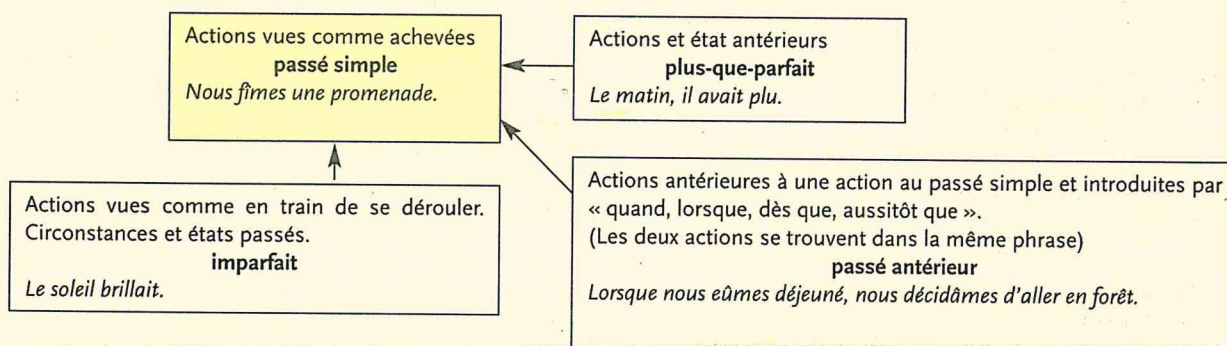 Actions vues comme achevées
passé simple
Nous fîmes une promenade.
Actions et état antérieurs
plus-que-parfait
Le matin, il avait plu.
Actions vues comme en train de se dérouler.
Circonstances et états passés.
imparfait
Le soleil brillait.
Actions antérieures à une action au passé simple et introduites par
« quand, lorsque, dès que, aussitôt que ».
(Les deux actions se trouvent dans la même phrase)
passé antérieur
Lorsque nous eûmes déjeuné, nous décidâmes d'aller en forêt.